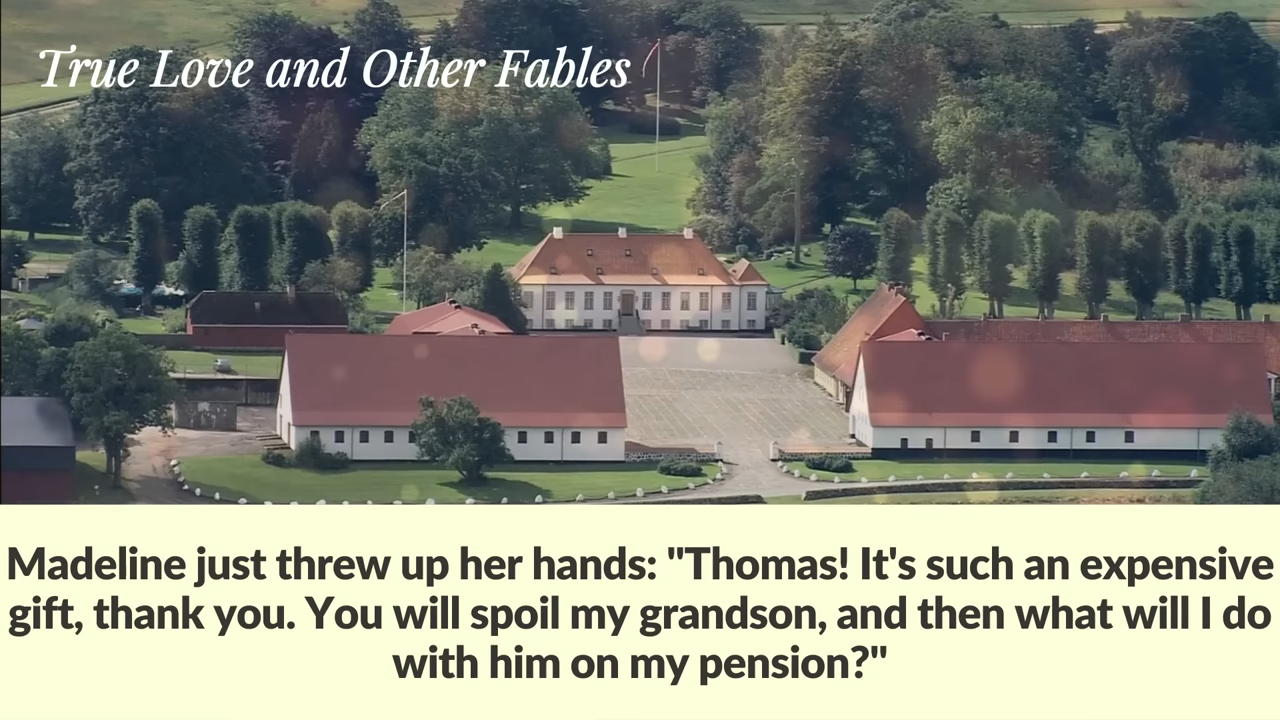 True Love and Other Fables
Madeline just threw up her hands: "Thomas! It's such an expensive
gift, thank you. You will spoil my grandson, and then what will I do
with him on my pension?"